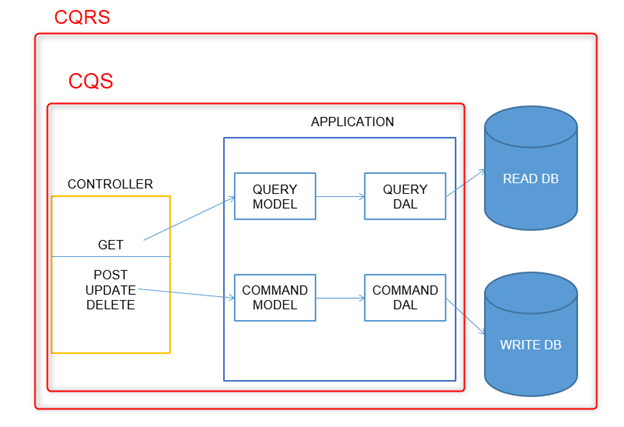 CQRS
CQS
APPLICATION
CONTROLLER
GET
POST
UPDATE
DELETE
QUERY
MODEL
QUERY
DAL
READ DB
COMMAND
MODEL
COMMAND
DAL
WRITE DB